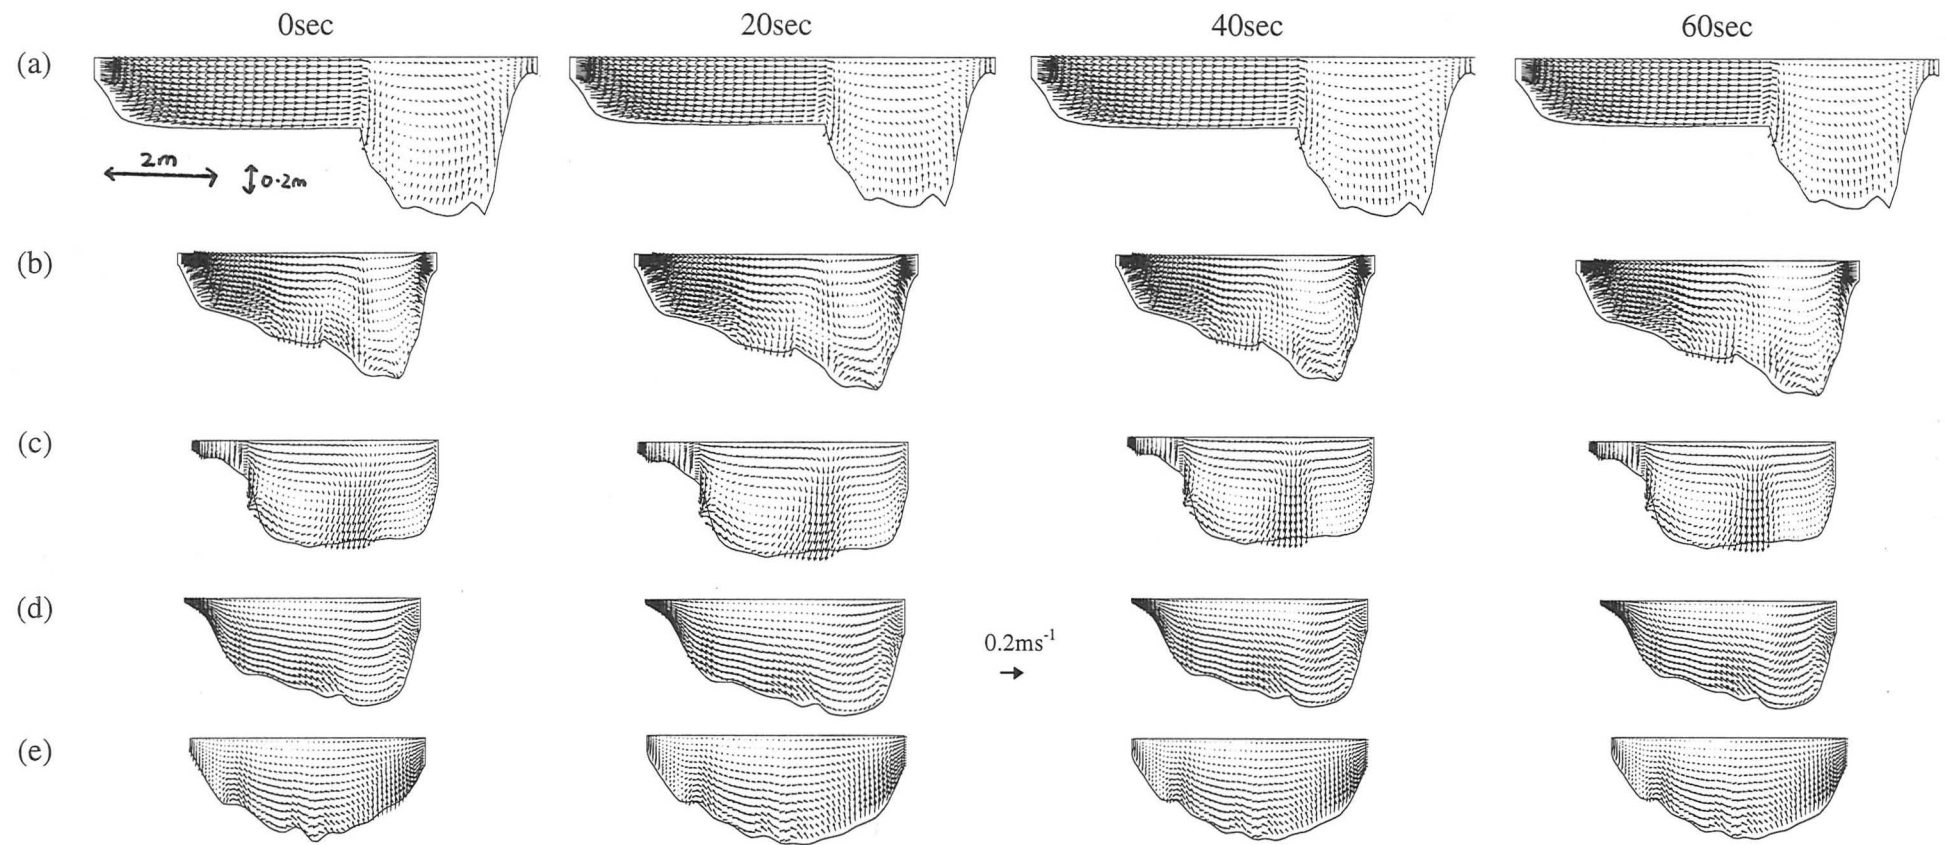 0sec 20sec 40sec 60sec
(a)
2m
0.2m
(b)
(c)
(d)
0.2ms⁻¹
(e)